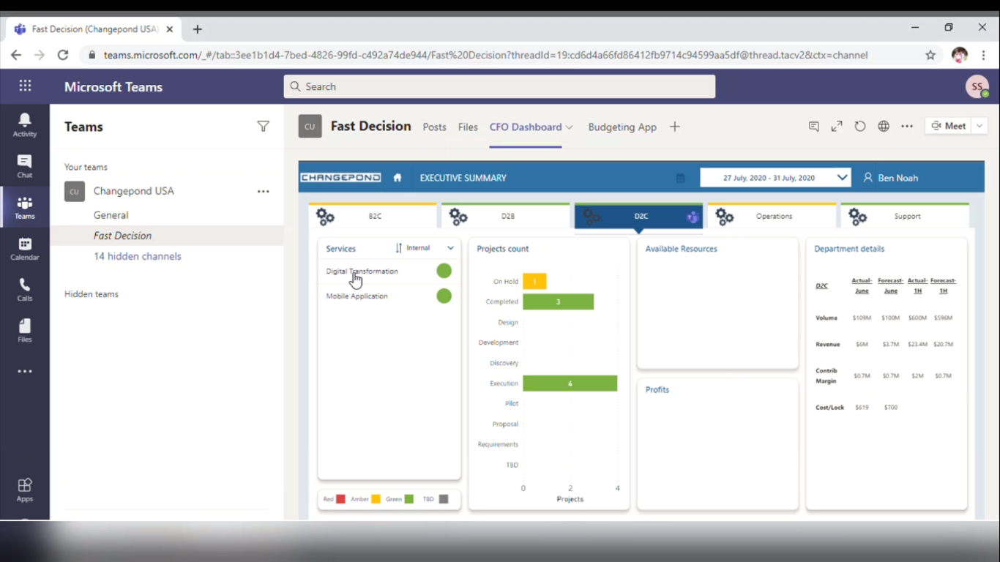 Fast Decision (Changepond USA)
teams.microsoft.com/_#/tab::3ee1b1d4-7bed-4826-99fd-c492a74de944/Fast%20Decision?threadId=19:cd6d4a66fd86412fb9714c94599aa5df@thread.tacv2&ctx=channel
Microsoft Teams
Search
SS
Activity
Chat
Teams
Calendar
Calls
Files
Apps
Teams
Your teams
CU Changepond USA
General
Fast Decision
14 hidden channels
Hidden teams
CU Fast Decision Posts Files CFO Dashboard Budgeting App
Meet
CHANGEPOND EXECUTIVE SUMMARY 27 July, 2020 - 31 July, 2020 Ben Noah
B2C D2B D2C Operations Support
Services Internal
Digital Transformation
Mobile Application
Red Amber Green TBD
Projects count
On Hold 1
Completed 3
Design
Development
Discovery
Execution 4
Pilot
Proposal
Requirements
TBD
0 2 4
Projects
Available Resources
Profits
Department details
D2C Actual-June Forecast-June Actual-1H Forecast-1H
Volume $109M $100M $600M $596M
Revenue $6M $3.7M $23.4M $20.7M
Contrib Margin $0.7M $0.7M $2M $0.7M
Cost/Lock $619 $700